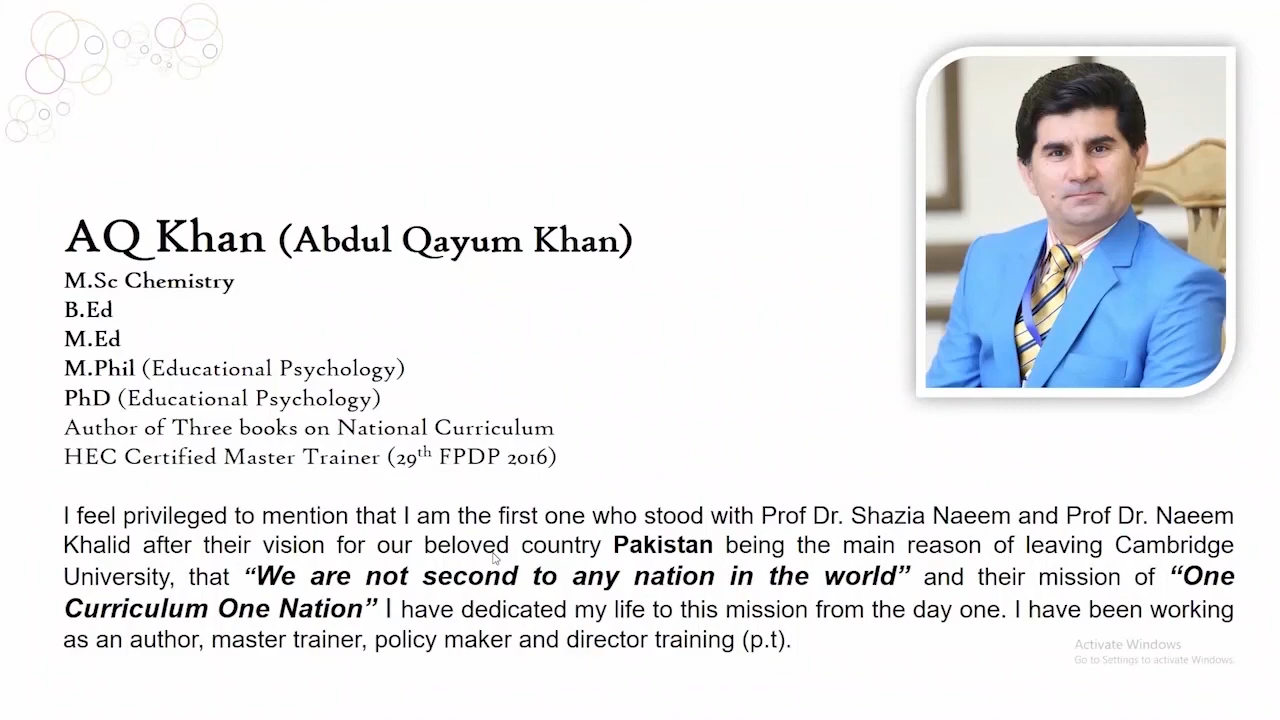 AQ Khan (Abdul Qayum Khan)
M.Sc Chemistry
B.Ed
M.Ed
M.Phil (Educational Psychology)
PhD (Educational Psychology)
Author of Three books on National Curriculum
HEC Certified Master Trainer (29th FPDP 2016)
I feel privileged to mention that I am the first one who stood with Prof Dr. Shazia Naeem and Prof Dr. Naeem
Khalid after their vision for our beloved country Pakistan being the main reason of leaving Cambridge
University, that “We are not second to any nation in the world” and their mission of “One
Curriculum One Nation” I have dedicated my life to this mission from the day one. I have been working
as an author, master trainer, policy maker and director training (p.t).
Activate Windows
Go to Settings to activate Windows.